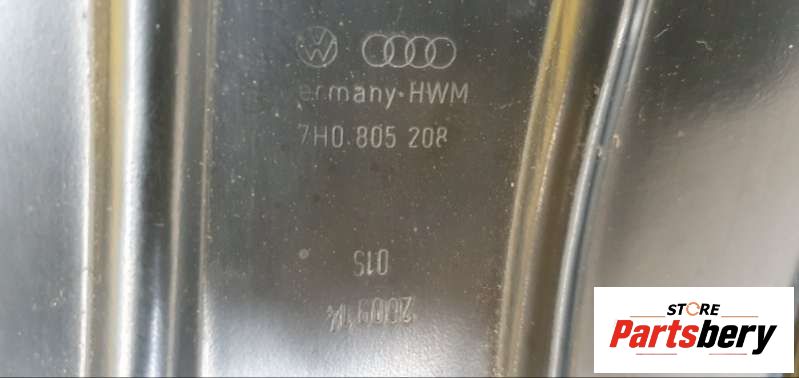 ermany·HWM
7H0 805 208
015
STORE
Partsbery